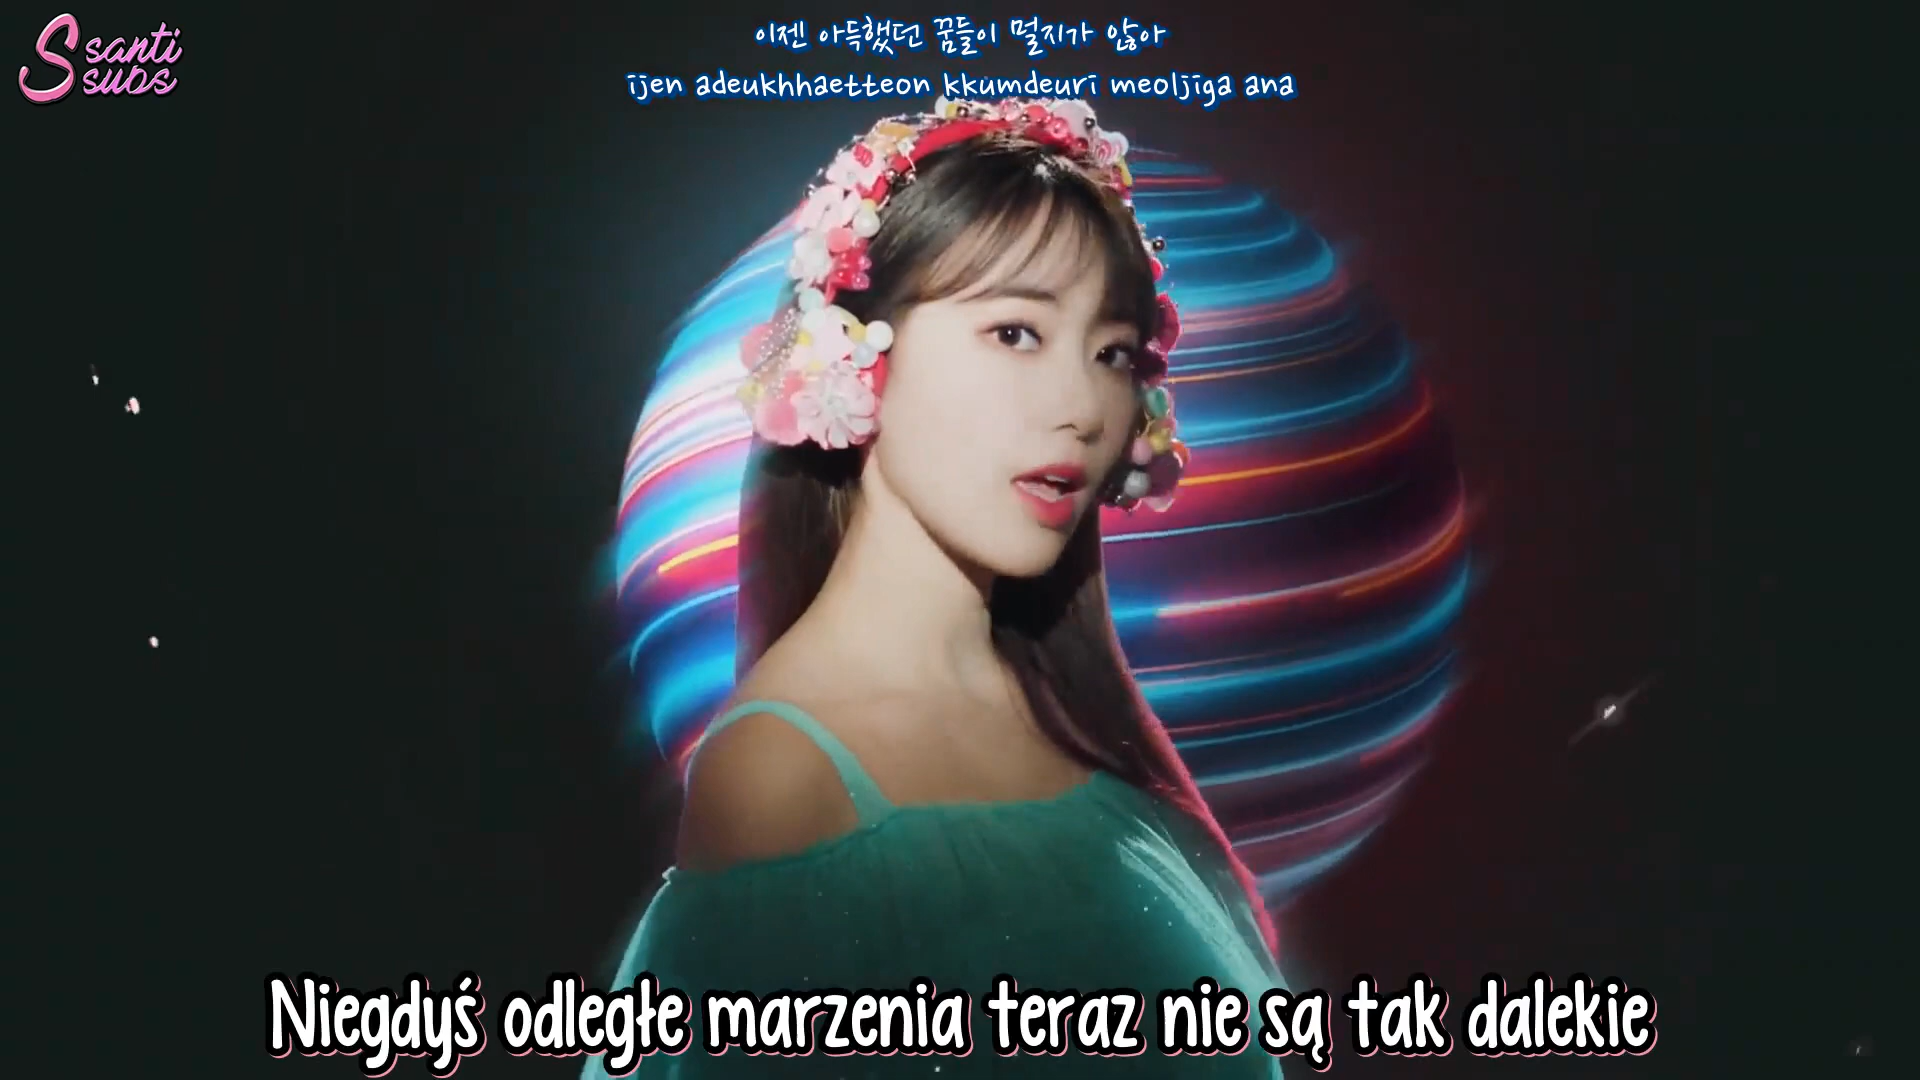 Ssanti
subs
이젠 아득했던 꿈들이 멀지가 않아
ijen adeukhhaetteon kkumdeuri meoljiga ana
Niegdyś odległe marzenia teraz nie są tak dalekie